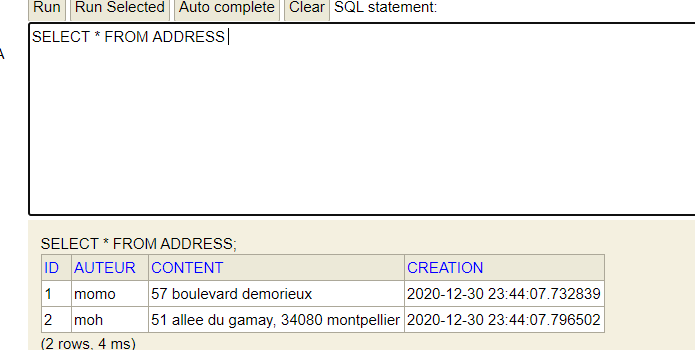 Run Run Selected Auto complete Clear SQL statement:
A
SELECT * FROM ADDRESS
SELECT * FROM ADDRESS;
ID AUTEUR CONTENT CREATION
1 momo 57 boulevard demorieux 2020-12-30 23:44:07.732839
2 moh 51 allee du gamay, 34080 montpellier 2020-12-30 23:44:07.796502
(2 rows, 4 ms)